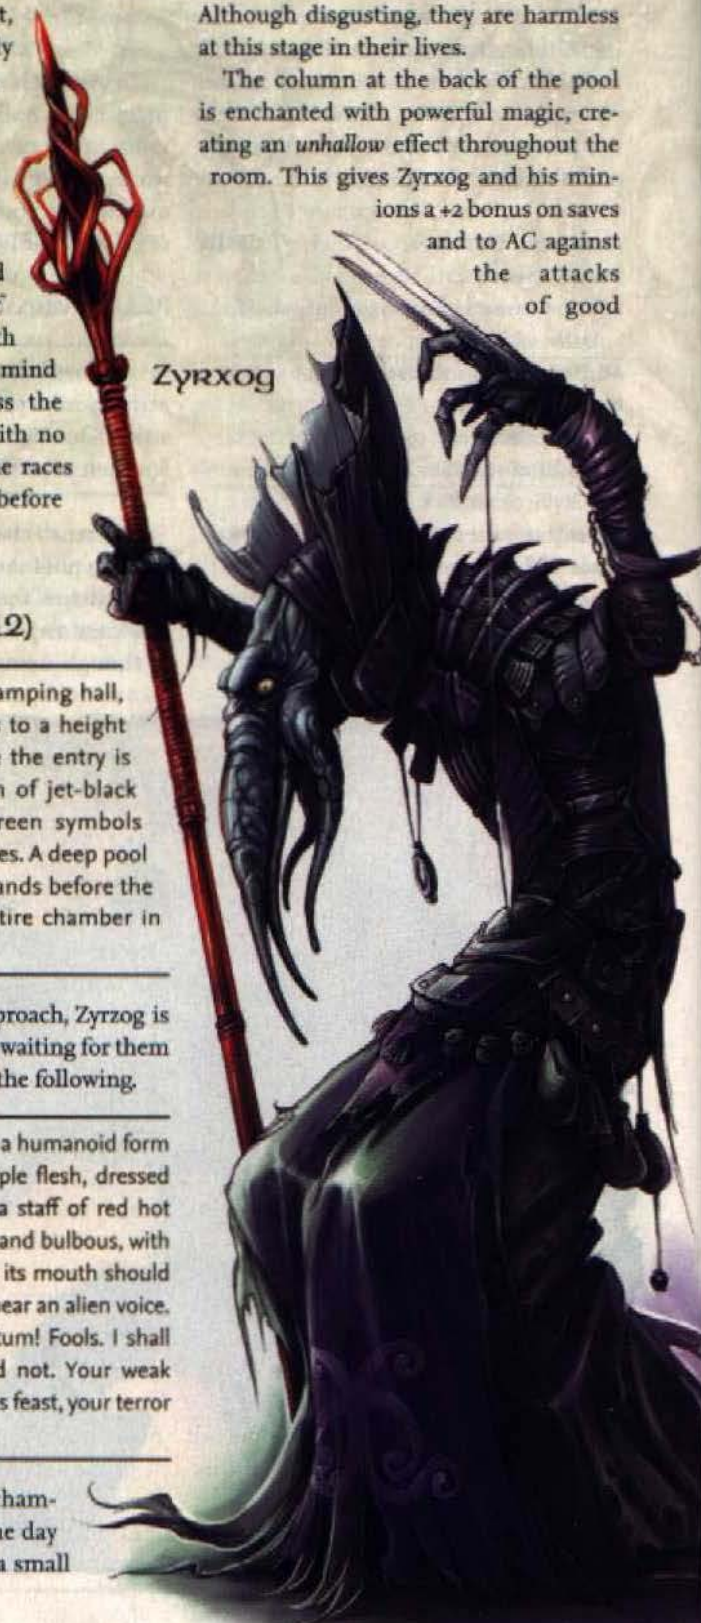 t,
y
mind
ss the
ith no
e races
before
.2)
amping hall,
to a height
the entry is
of jet-black
reen symbols
es. A deep pool
ands before the
tire chamber in
proach, Zyrzog is
waiting for them
the following.
a humanoid form
ple flesh, dressed
a staff of red hot
and bulbous, with
its mouth should
ear an alien voice.
tum! Fools. I shall
d not. Your weak
s feast, your terror
ham-
e day
a small
Although disgusting, they are harmless
at this stage in their lives.
The column at the back of the pool
is enchanted with powerful magic, cre-
ating an unhallow effect throughout the
room. This gives Zyrxog and his min-
ions a +2 bonus on saves
and to AC against
the attacks
of good
Zyrxog